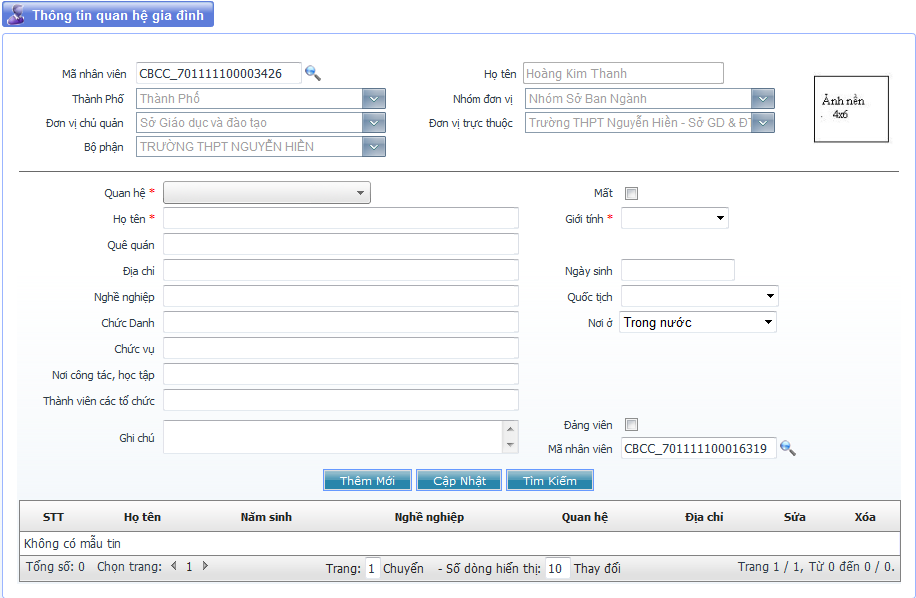 Thông tin quan hệ gia đình
Mã nhân viên CBCC_701111100003426 Họ tên Hoàng Kim Thanh
Thành Phố Thành Phố Nhóm đơn vị Nhóm Sở Ban Ngành
Đơn vị chủ quản Sở Giáo dục và đào tạo Đơn vị trực thuộc Trường THPT Nguyễn Hiền - Sở GD & ĐT
Bộ phận TRƯỜNG THPT NGUYỄN HIỀN
Ảnh nền
. 4x6
Quan hệ * Mất
Họ tên * Giới tính *
Quê quán
Địa chỉ Ngày sinh
Nghề nghiệp Quốc tịch
Chức Danh Nơi ở Trong nước
Chức vụ
Nơi công tác, học tập
Thành viên các tổ chức
Đảng viên
Ghi chú
Mã nhân viên CBCC_701111100016319
Thêm Mới Cập Nhật Tìm Kiếm
STT Họ tên Năm sinh Nghề nghiệp Quan hệ Địa chỉ Sửa Xóa
Không có mẫu tin
Tổng số: 0 Chọn trang: 1 Trang: 1 Chuyển - Số dòng hiển thị: 10 Thay đổi Trang 1 / 1, Từ 0 đến 0 / 0.